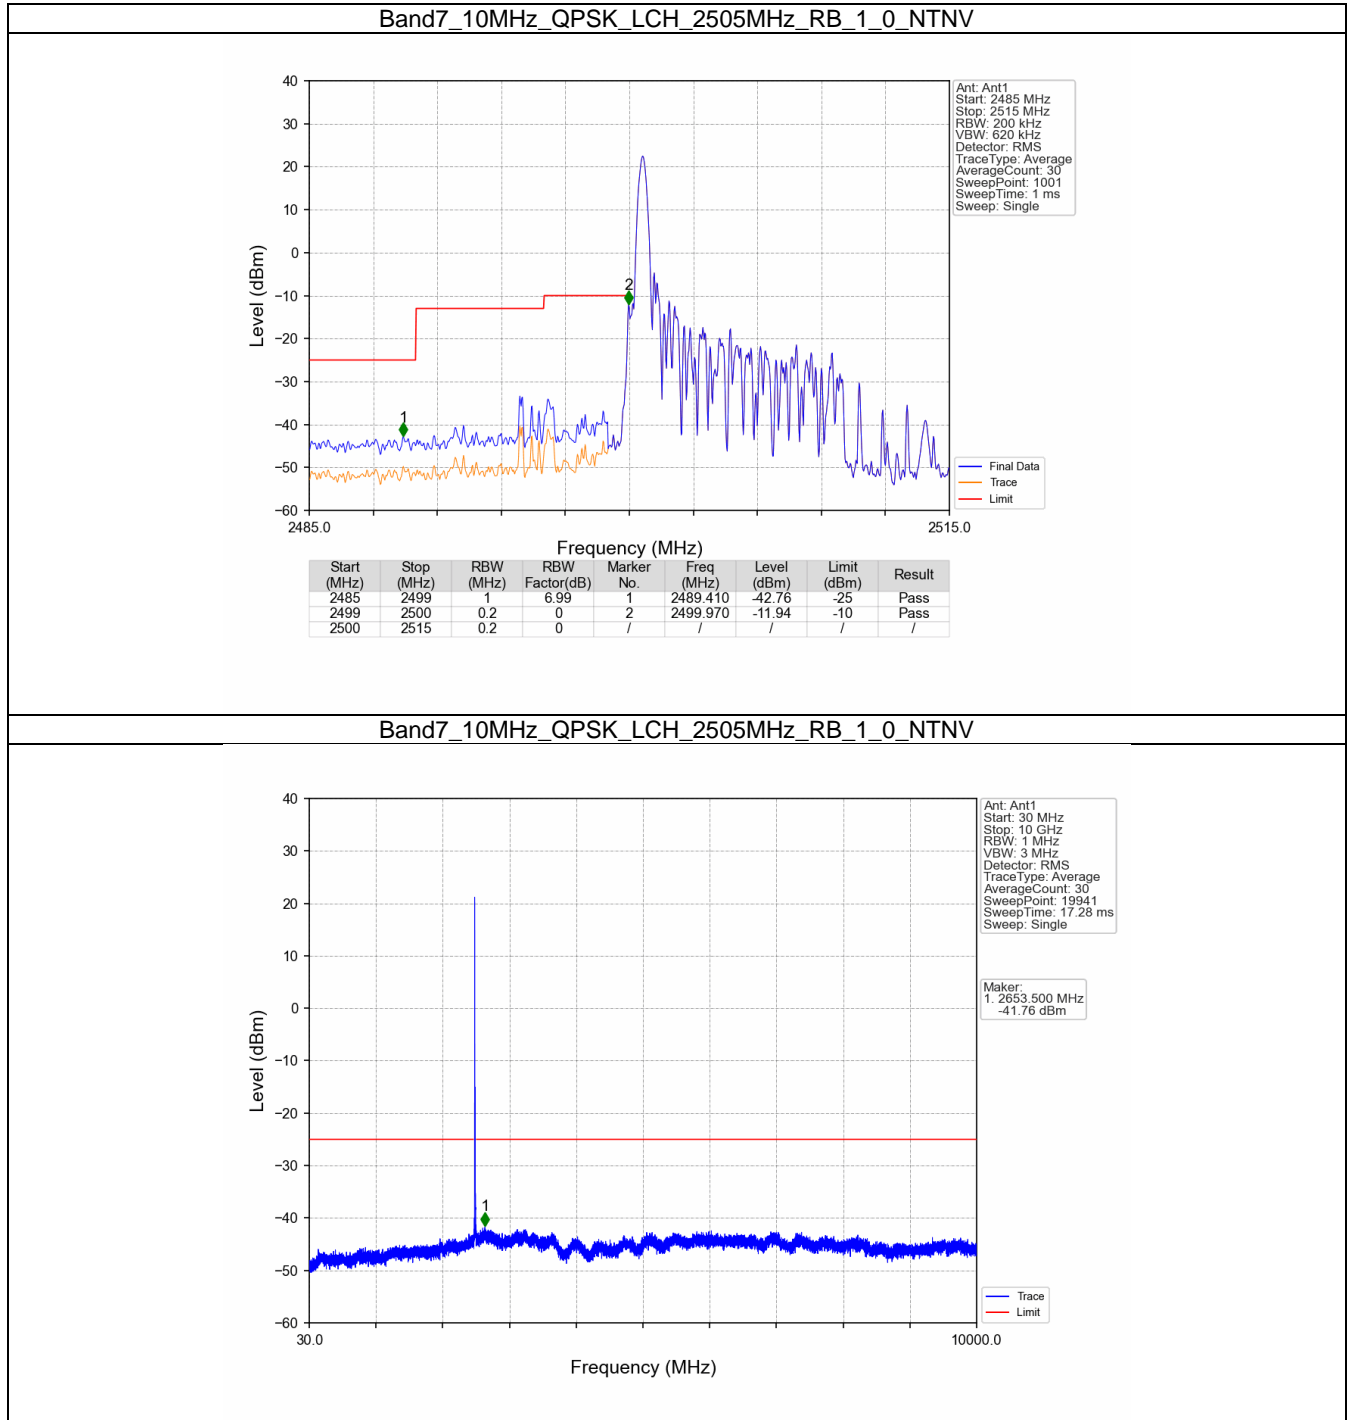 Band7_10MHz_QPSK_LCH_2505MHz_RB_1_0_NTNV
40
30
20
10
0
−10
−20
−30
−40
−50
−60
Level (dBm)
1
2
2485.0
2515.0
Frequency (MHz)
Ant: Ant1
Start: 2485 MHz
Stop: 2515 MHz
RBW: 200 kHz
VBW: 620 kHz
Detector: RMS
TraceType: Average
AverageCount: 30
SweepPoint: 1001
SweepTime: 1 ms
Sweep: Single
Final Data
Trace
Limit
Start (MHz) Stop (MHz) RBW (MHz) RBW Factor(dB) Marker No. Freq (MHz) Level (dBm) Limit (dBm) Result
2485 2499 1 6.99 1 2489.410 -42.76 -25 Pass
2499 2500 0.2 0 2 2499.970 -11.94 -10 Pass
2500 2515 0.2 0 / / / / /
Band7_10MHz_QPSK_LCH_2505MHz_RB_1_0_NTNV
40
30
20
10
0
−10
−20
−30
−40
−50
−60
Level (dBm)
1
30.0
10000.0
Frequency (MHz)
Ant: Ant1
Start: 30 MHz
Stop: 10 GHz
RBW: 1 MHz
VBW: 3 MHz
Detector: RMS
TraceType: Average
AverageCount: 30
SweepPoint: 19941
SweepTime: 17.28 ms
Sweep: Single
Maker:
1. 2653.500 MHz
-41.76 dBm
Trace
Limit